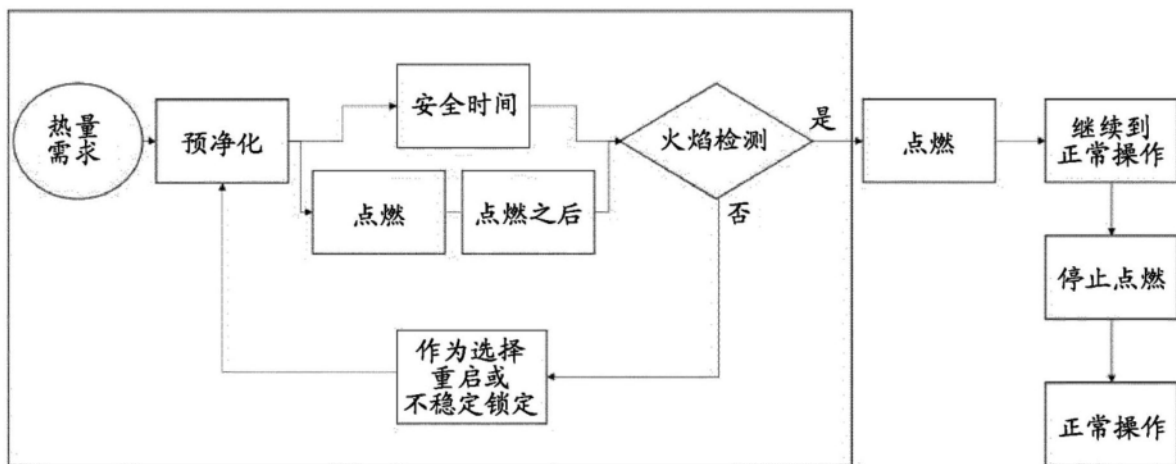 热量
需求
预净化
安全时间
点燃
点燃之后
火焰检测
是
否
作为选择
重启或
不稳定锁定
点燃
继续到
正常操作
停止点燃
正常操作